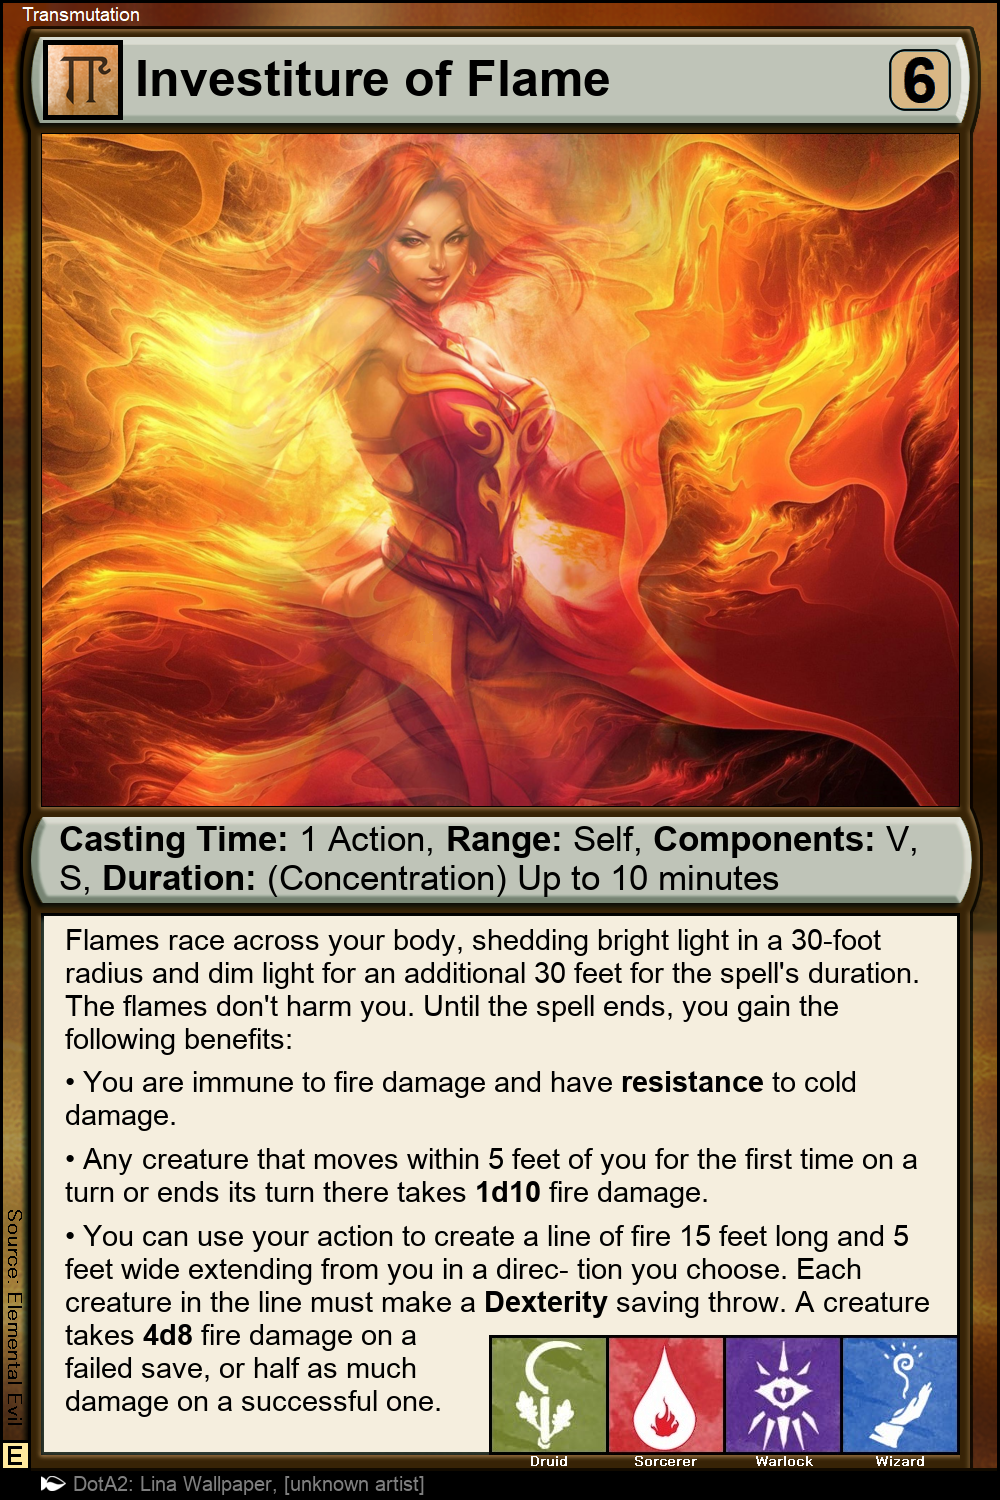 Transmutation
Investiture of Flame
6
Casting Time: 1 Action, Range: Self, Components: V,
S, Duration: (Concentration) Up to 10 minutes
Flames race across your body, shedding bright light in a 30-foot
radius and dim light for an additional 30 feet for the spell's duration.
The flames don't harm you. Until the spell ends, you gain the
following benefits:
• You are immune to fire damage and have resistance to cold
damage.
• Any creature that moves within 5 feet of you for the first time on a
turn or ends its turn there takes 1d10 fire damage.
• You can use your action to create a line of fire 15 feet long and 5
feet wide extending from you in a direc- tion you choose. Each
creature in the line must make a Dexterity saving throw. A creature
takes 4d8 fire damage on a
failed save, or half as much
damage on a successful one.
Druid
Sorcerer
Warlock
Wizard
Source: Elemental Evil
E
DotA2: Lina Wallpaper, [unknown artist]